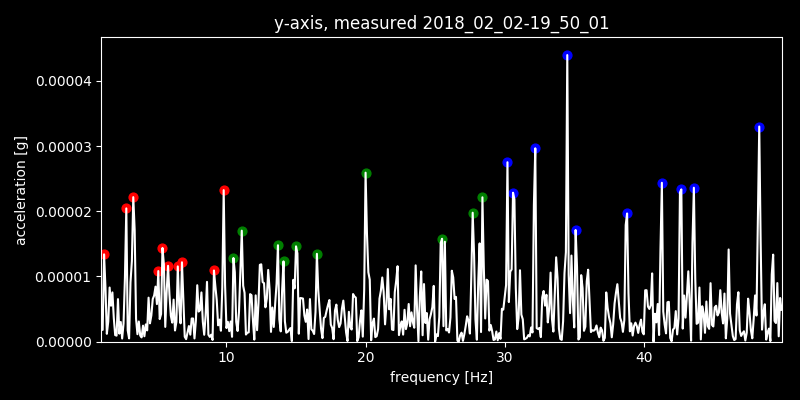 y-axis, measured 2018_02_02-19_50_01
acceleration [g]
0.00004
0.00003
0.00002
0.00001
0.00000
10 20 30 40
frequency [Hz]